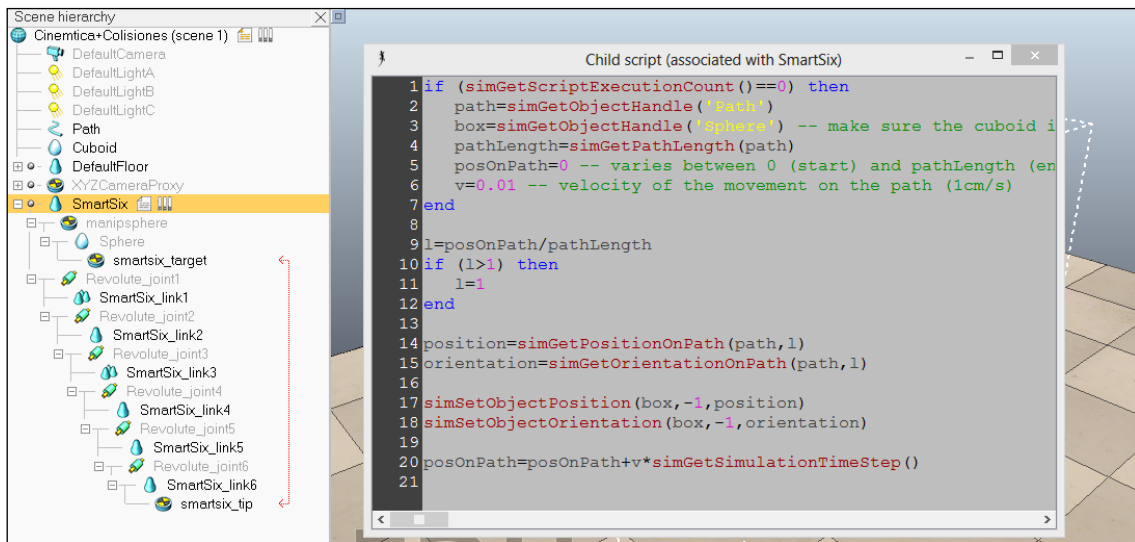 Scene hierarchy
Cinemtica+Colisiones (scene 1)
DefaultCamera
DefaultLightA
DefaultLightB
DefaultLightC
Path
Cuboid
DefaultFloor
XYZCameraProxy
SmartSix
manipsphere
Sphere
smartsix_target
Revolute_joint1
SmartSix_link1
Revolute_joint2
SmartSix_link2
Revolute_joint3
SmartSix_link3
Revolute_joint4
SmartSix_link4
Revolute_joint5
SmartSix_link5
Revolute_joint6
SmartSix_link6
smartsix_tip
Child script (associated with SmartSix)
1 if (simGetScriptExecutionCount()==0) then
2 path=simGetObjectHandle('Path')
3 box=simGetObjectHandle('Sphere') -- make sure the cuboid i
4 pathLength=simGetPathLength(path)
5 posOnPath=0 -- varies between 0 (start) and pathLength (en
6 v=0.01 -- velocity of the movement on the path (1cm/s)
7 end
8
9 l=posOnPath/pathLength
10 if (l>1) then
11 l=1
12 end
13
14 position=simGetPositionOnPath(path,l)
15 orientation=simGetOrientationOnPath(path,l)
16
17 simSetObjectPosition(box,-1,position)
18 simSetObjectOrientation(box,-1,orientation)
19
20 posOnPath=posOnPath+v*simGetSimulationTimeStep()
21